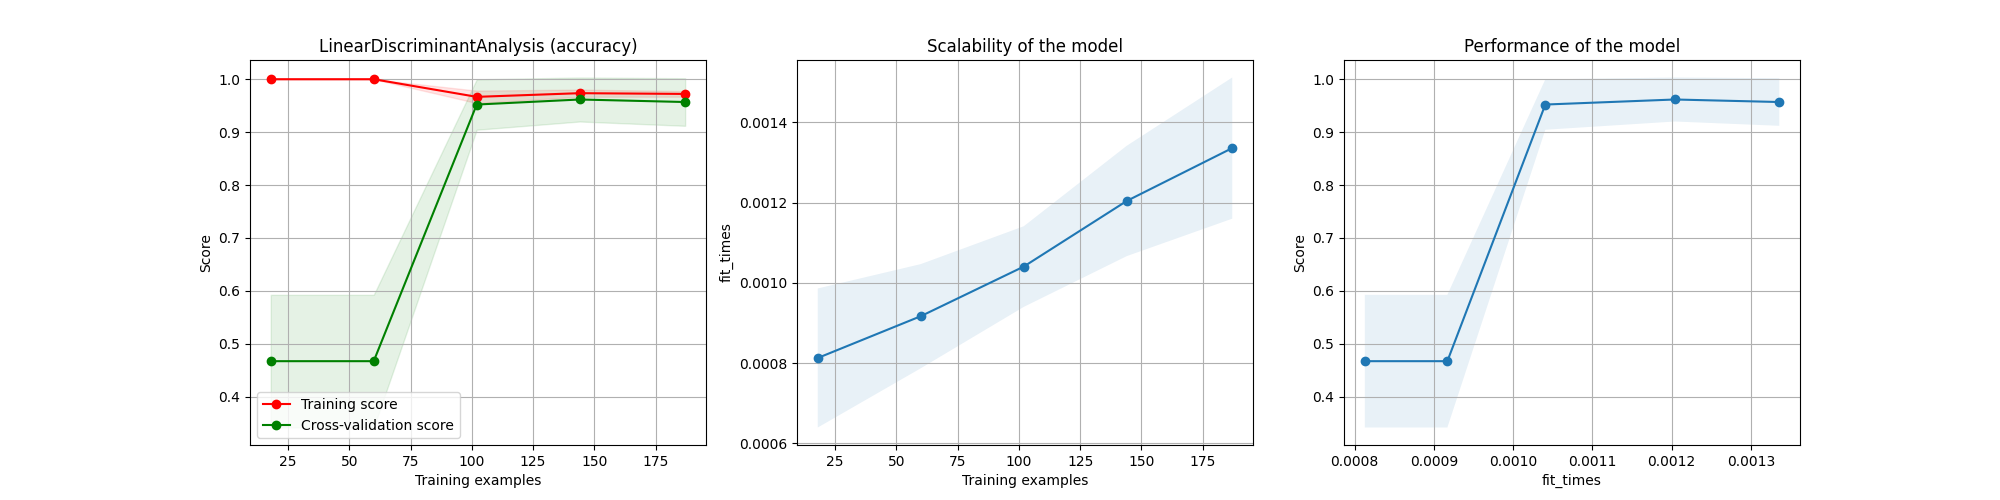 LinearDiscriminantAnalysis (accuracy)
1.0
0.9
0.8
0.7
0.6
0.5
0.4
Score
Training score
Cross-validation score
25 50 75 100 125 150 175
Training examples
Scalability of the model
0.0014
0.0012
0.0010
0.0008
0.0006
fit_times
25 50 75 100 125 150 175
Training examples
Performance of the model
1.0
0.9
0.8
0.7
0.6
0.5
0.4
Score
0.0008 0.0009 0.0010 0.0011 0.0012 0.0013
fit_times